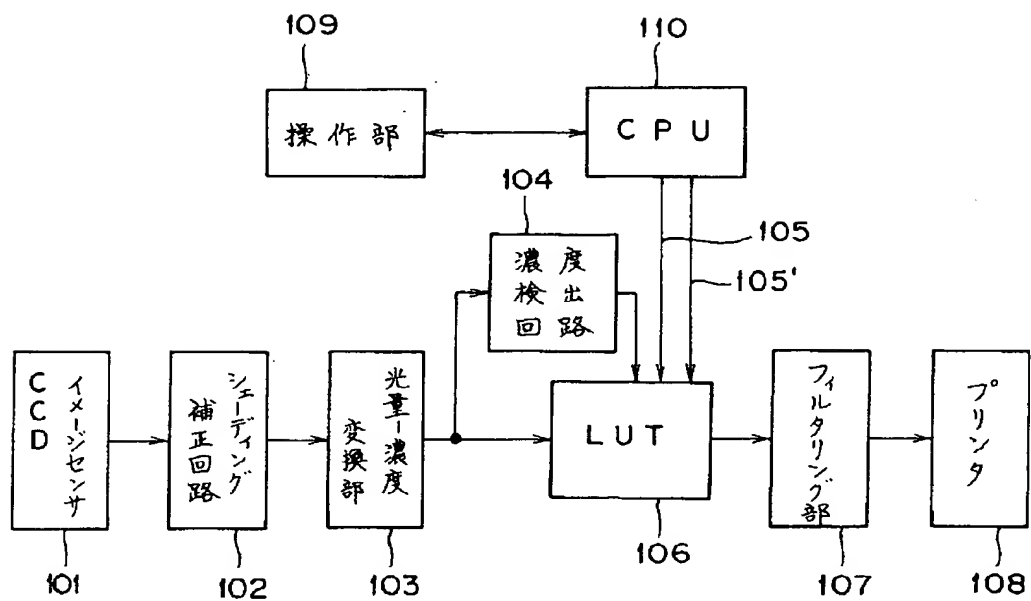 109
110
操作部
CPU
104
濃度
検出
回路
105
105'
CCD
イメージセンサ
シェーディング
補正回路
光量-濃度
変換部
LUT
フィルタリング部
プリンタ
101
102
103
106
107
108